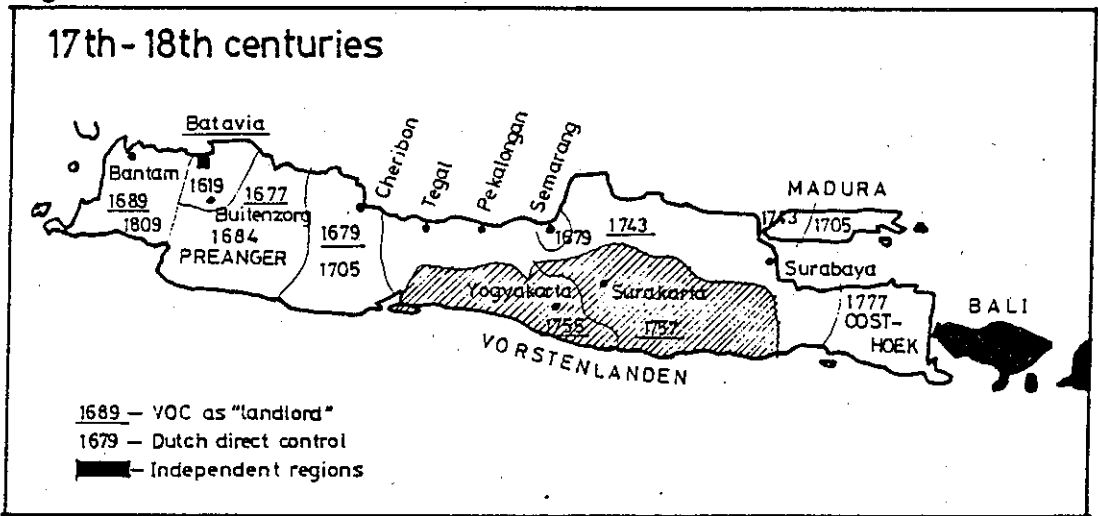 17th-18th centuries
Batavia
Cheribon
Tegal
Pekalongan
Semarang
Bantam
1619
1677
Buitenzorg
1689
1809
1684
PREANGER
1679
1705
1679
1743
MADURA
1743
1705
Surabaya
Yogyakarta
Surakarta
1755
1757
VORSTENLANDEN
1777
OOST-
HOEK
BALI
1689 – VOC as "landlord"
1679 – Dutch direct control
– Independent regions